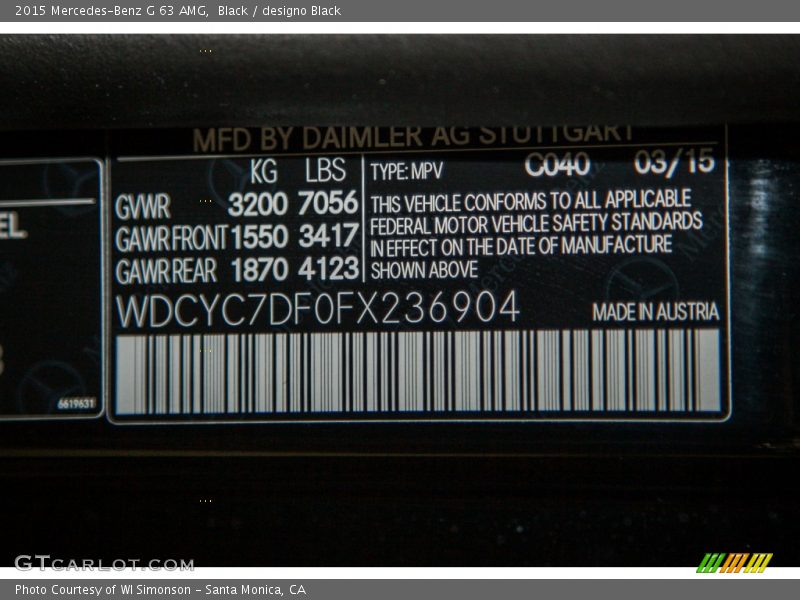 2015 Mercedes-Benz G 63 AMG, Black / designo Black
MFD BY DAIMLER AG STUTTGART
KG LBS
GVWR 3200 7056
GAWR FRONT 1550 3417
GAWR REAR 1870 4123
TYPE: MPV C040 03/15
THIS VEHICLE CONFORMS TO ALL APPLICABLE
FEDERAL MOTOR VEHICLE SAFETY STANDARDS
IN EFFECT ON THE DATE OF MANUFACTURE
SHOWN ABOVE
WDCYC7DF0FX236904
MADE IN AUSTRIA
6619631
GTCARLOT.COM
Photo Courtesy of WI Simonson - Santa Monica, CA